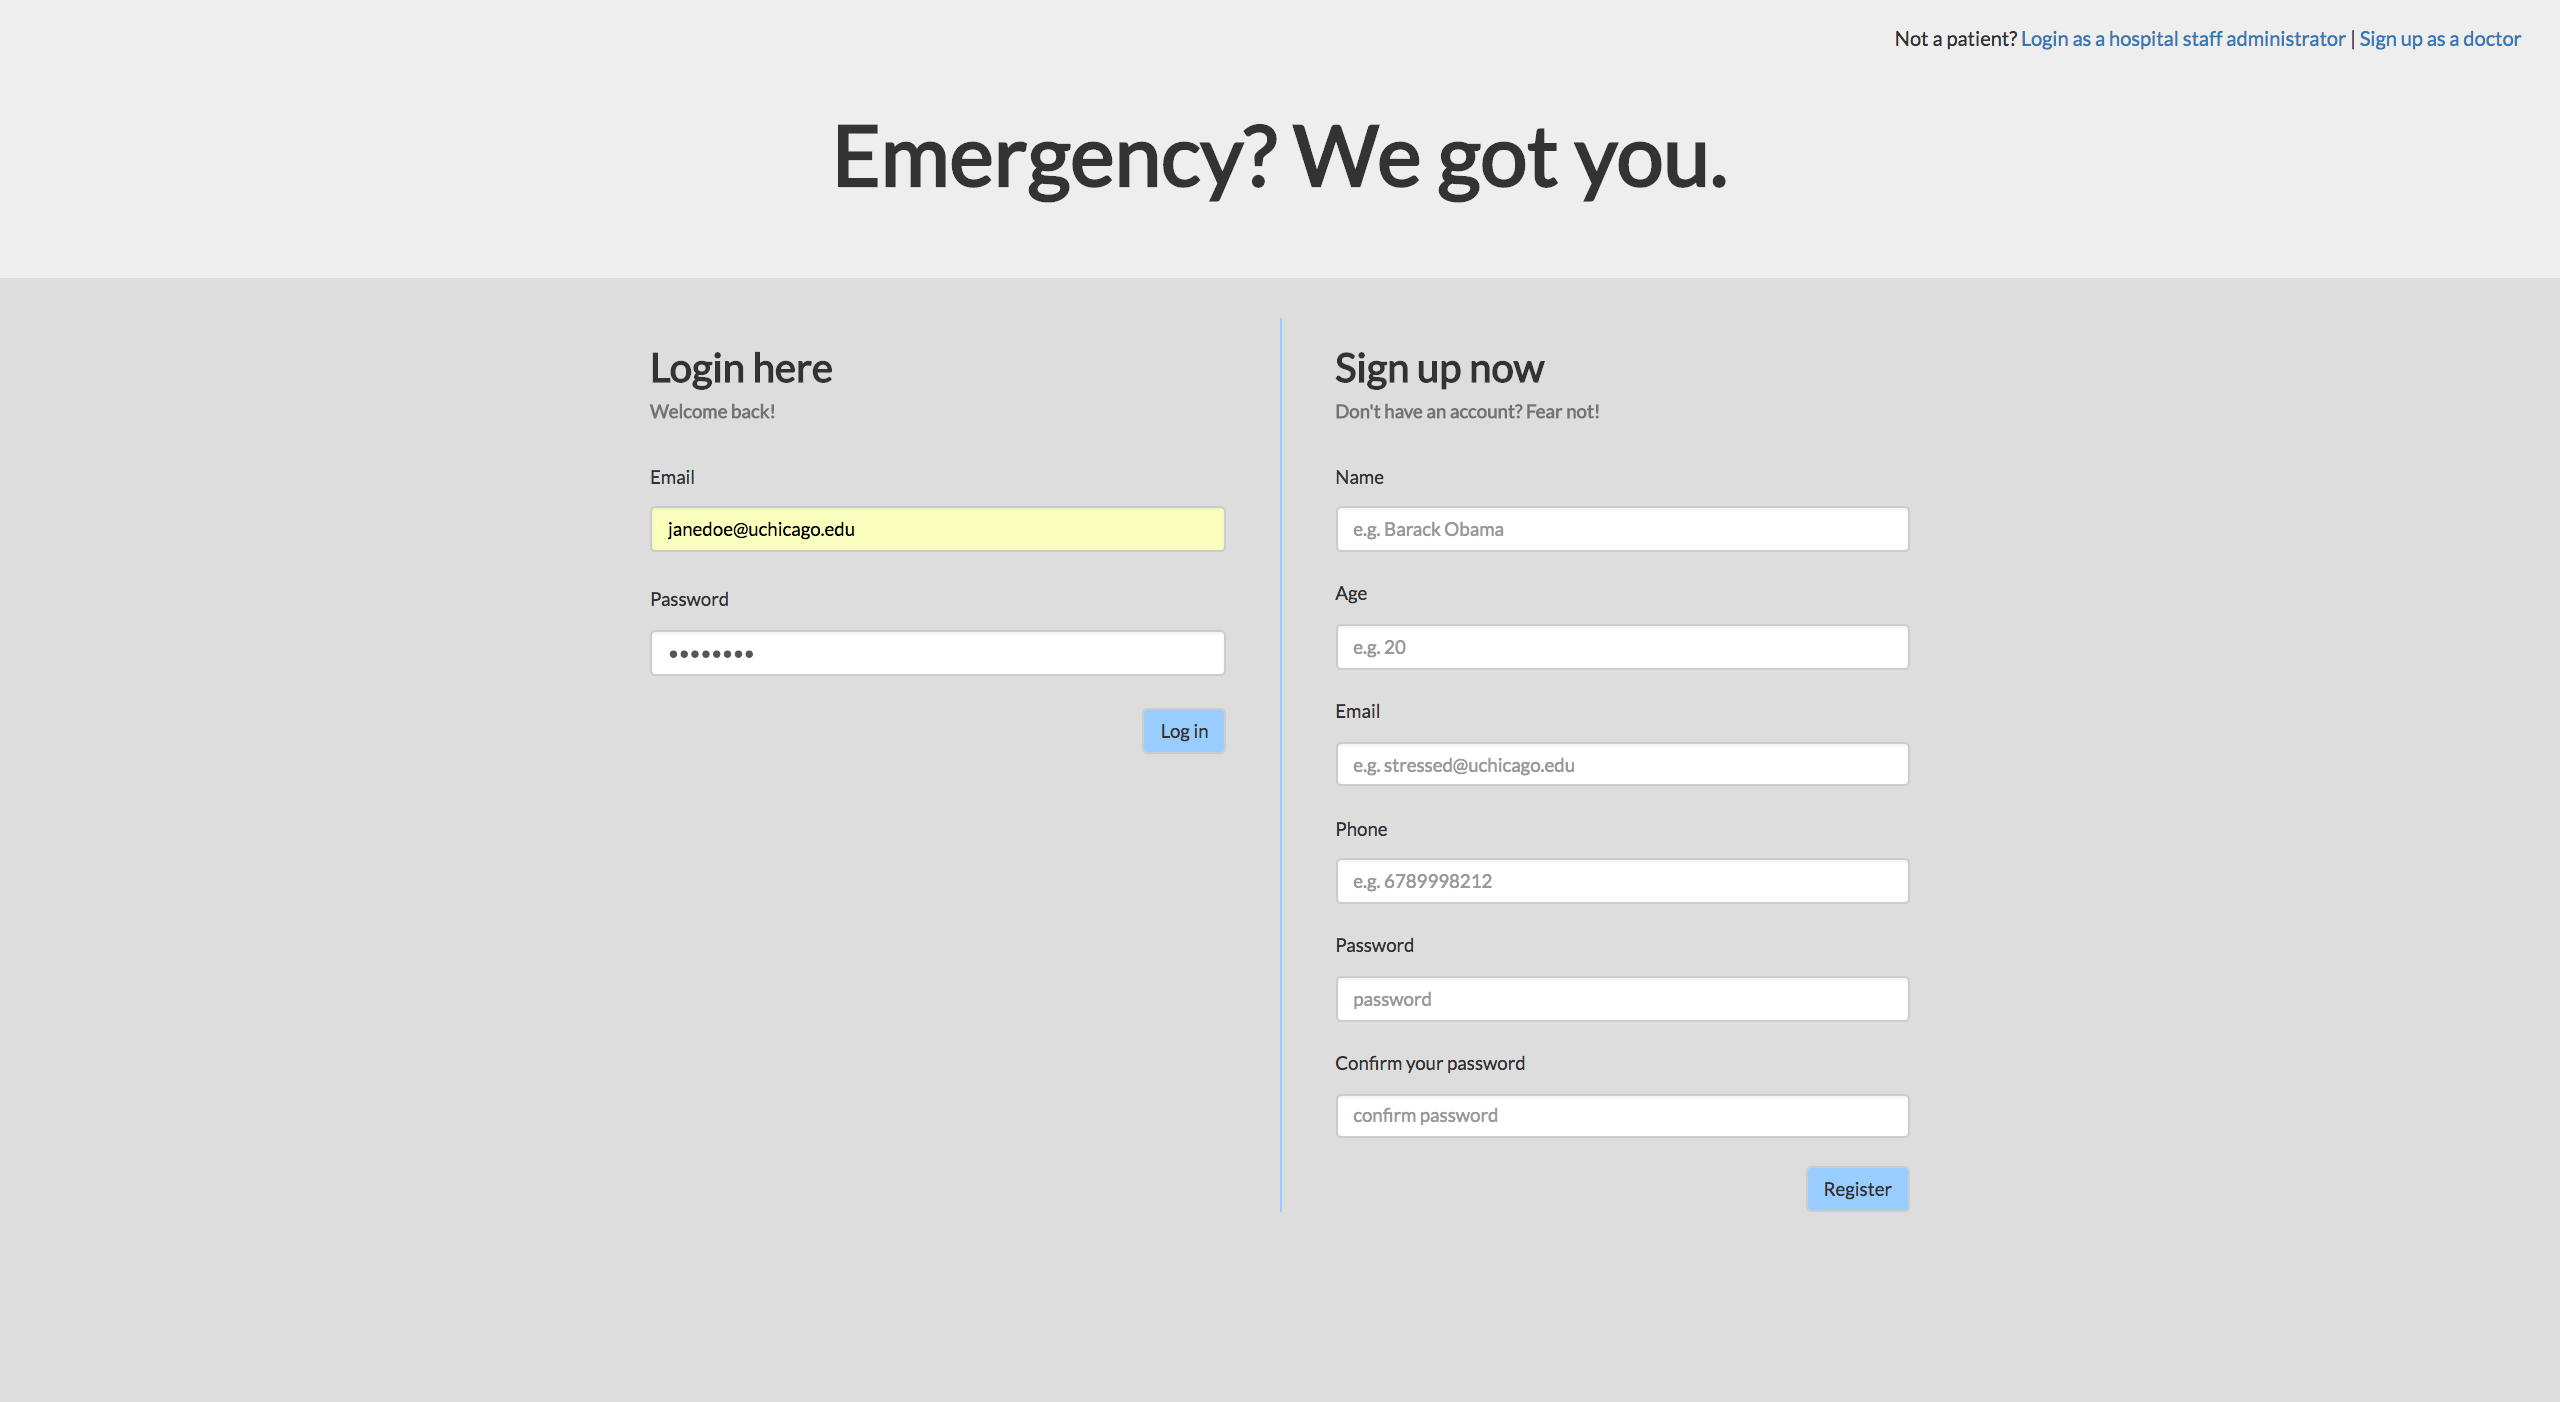 Not a patient? Login as a hospital staff administrator | Sign up as a doctor
Emergency? We got you.
Login here
Welcome back!
Email
janedoe@uchicago.edu
Password
••••••••
Log in
Sign up now
Don't have an account? Fear not!
Name
e.g. Barack Obama
Age
e.g. 20
Email
e.g. stressed@uchicago.edu
Phone
e.g. 6789998212
Password
password
Confirm your password
confirm password
Register